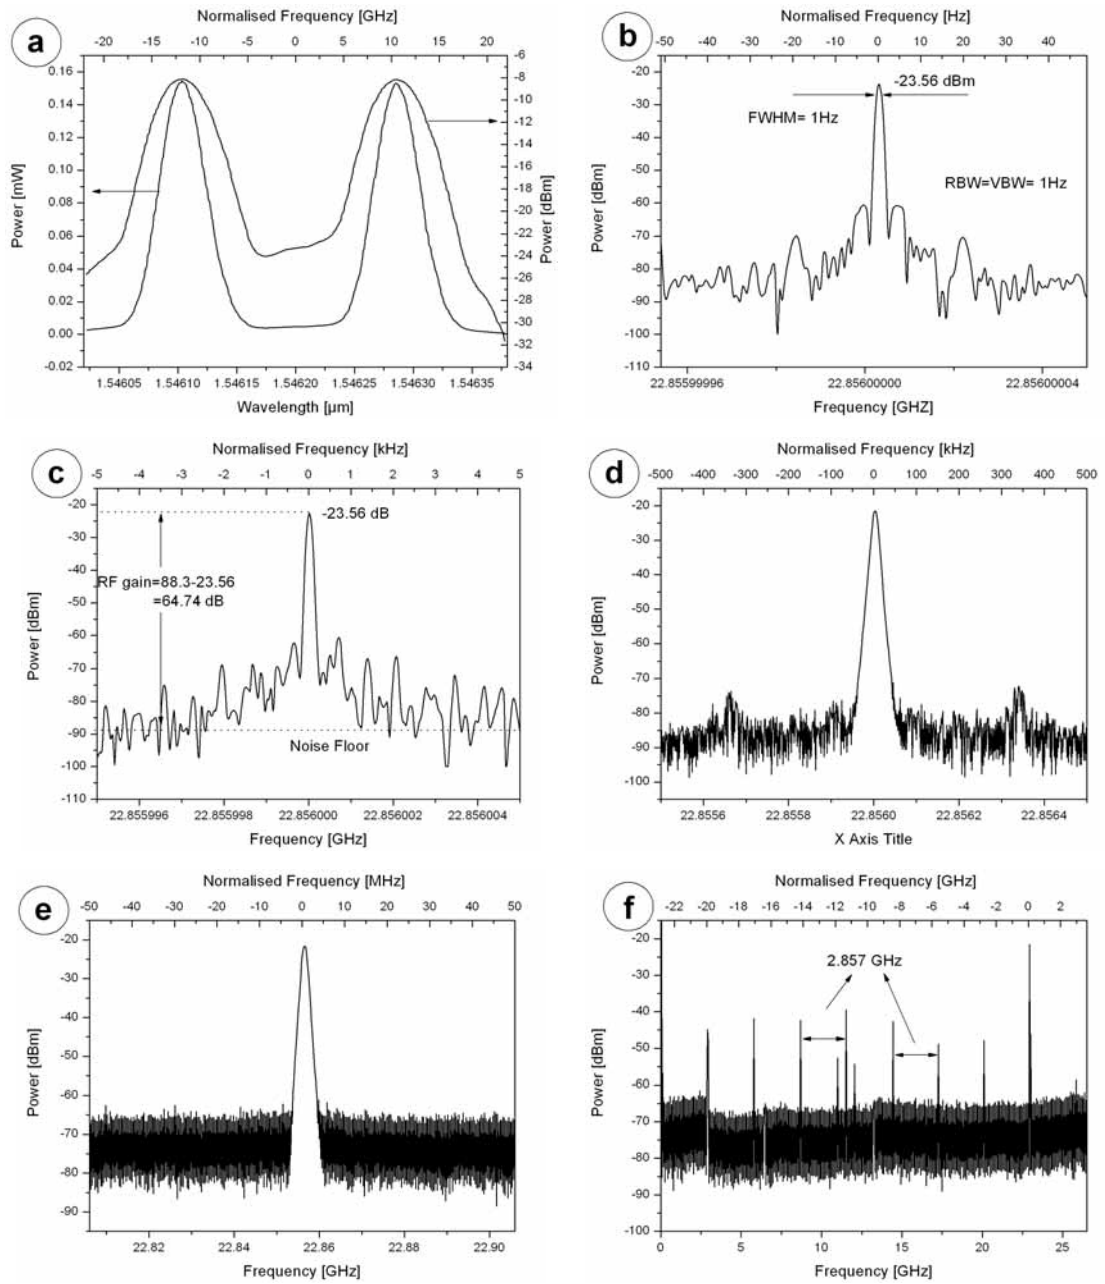 a
Normalised Frequency [GHz]
-20 -15 -10 -5 0 5 10 15 20
0.16
0.14
0.12
0.10
0.08
0.06
0.04
0.02
0.00
-0.02
Power [mW]
-6
-8
-10
-12
-14
-16
-18
-20
-22
-24
-26
-28
-30
-32
-34
Power [dBm]
1.54605 1.54610 1.54615 1.54620 1.54625 1.54630 1.54635
Wavelength [µm]
b
Normalised Frequency [Hz]
-50 -40 -30 -20 -10 0 10 20 30 40
-20
-30
-40
-50
-60
-70
-80
-90
-100
-110
Power [dBm]
-23.56 dBm
FWHM= 1Hz
RBW=VBW= 1Hz
22.85599996 22.85600000 22.85600004
Frequency [GHZ]
c
Normalised Frequency [kHz]
-5 -4 -3 -2 -1 0 1 2 3 4 5
-20
-30
-40
-50
-60
-70
-80
-90
-100
-110
Power [dBm]
-23.56 dB
RF gain=88.3-23.56
=64.74 dB
Noise Floor
22.855996 22.855998 22.856000 22.856002 22.856004
Frequency [GHz]
d
Normalised Frequency [kHz]
-500 -400 -300 -200 -100 0 100 200 300 400 500
-20
-30
-40
-50
-60
-70
-80
-90
-100
Power [dBm]
22.8556 22.8558 22.8560 22.8562 22.8564
X Axis Title
e
Normalised Frequency [MHz]
-50 -40 -30 -20 -10 0 10 20 30 40 50
-20
-30
-40
-50
-60
-70
-80
-90
Power [dBm]
22.82 22.84 22.86 22.88 22.90
Frequency [GHz]
f
Normalised Frequency [GHz]
-22 -20 -18 -16 -14 -12 -10 -8 -6 -4 -2 0 2
-20
-30
-40
-50
-60
-70
-80
-90
-100
Power [dBm]
2.857 GHz
0 5 10 15 20 25
Frequency [GHz]